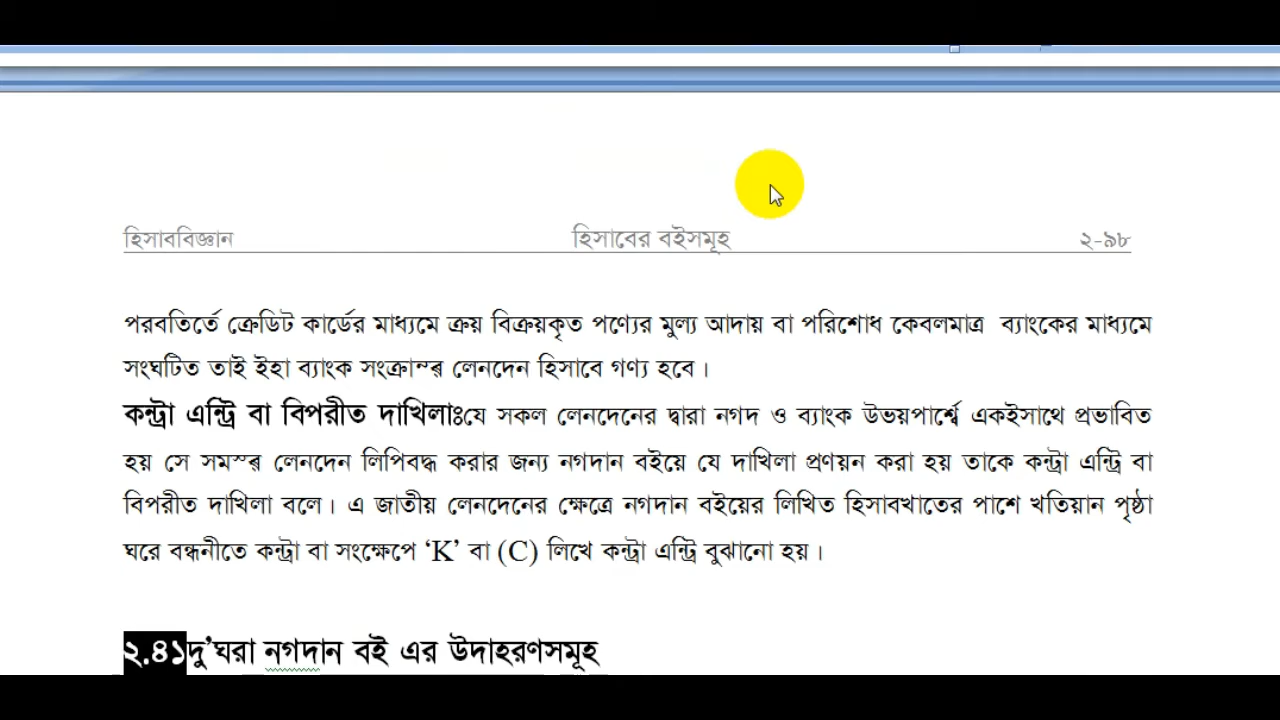 হিসাববিজ্ঞান হিসাবের বইসমূহ ২-৯৮
পরবতির্তে ক্রেডিট কার্ডের মাধ্যমে ক্রয় বিক্রয়কৃত পণ্যের মুল্য আদায় বা পরিশোধ কেবলমাত্র ব্যাংকের মাধ্যমে
সংঘটিত তাই ইহা ব্যাংক লেনদেন হিসাবে গণ্য হবে।
কন্ট্রা এন্ট্রি বা বিপরীত দাখিলাঃযে সকল লেনদেনের দ্বারা নগদ ও ব্যাংক উভয়পার্শ্বে একইসাথে প্রভাবিত
হয় সে লেনদেন লিপিবদ্ধ করার জন্য নগদান বইয়ে যে দাখিলা প্রণয়ন করা হয় তাকে কন্ট্রা এন্ট্রি বা
বিপরীত দাখিলা বলে। এ জাতীয় লেনদেনের ক্ষেত্রে নগদান বইয়ের লিখিত হিসাবখাতের পাশে খতিয়ান পৃষ্ঠা
ঘরে বন্ধনীতে কন্ট্রা বা সংক্ষেপে ‘K’ বা (C) লিখে কন্ট্রা এন্ট্রি বুঝানো হয়।
২.৪১দু’ঘরা নগদান বই এর উদাহরণসমূহ